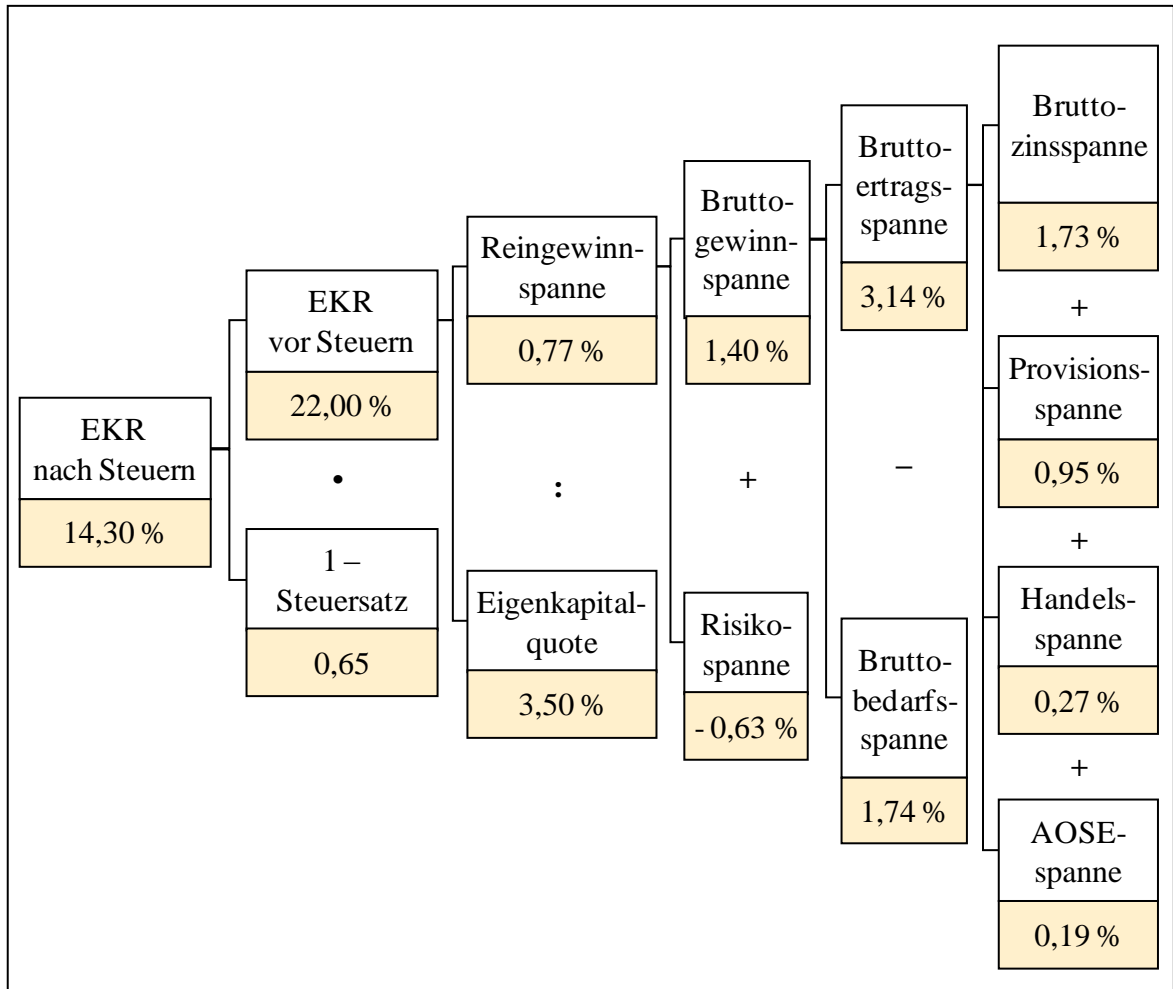 EKR
nach Steuern
14,30 %
EKR
vor Steuern
22,00 %
•
1 –
Steuersatz
0,65
Reingewinn-
spanne
0,77 %
:
Eigenkapital-
quote
3,50 %
Brutto-
gewinn-
spanne
1,40 %
+
Risiko-
spanne
- 0,63 %
Brutto-
ertrags-
spanne
3,14 %
–
Brutto-
bedarfs-
spanne
1,74 %
Brutto-
zinsspanne
1,73 %
+
Provisions-
spanne
0,95 %
+
Handels-
spanne
0,27 %
+
AOSE-
spanne
0,19 %